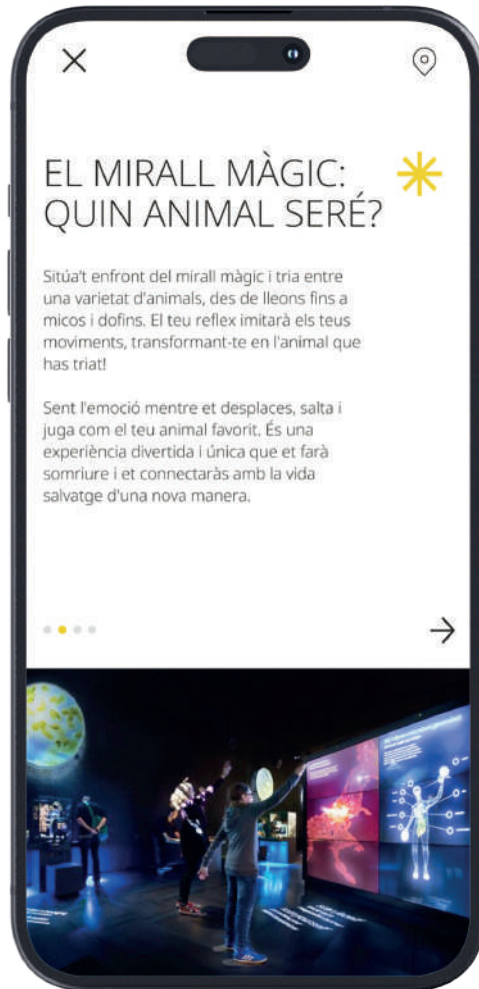 EL MIRALL MÀGIC:
QUIN ANIMAL SERÉ?
Sitúa't enfront del mirall màgic i tria entre
una varietat d'animals, des de lleons fins a
micos i dofins. El teu reflex imitarà els teus
moviments, transformant-te en l'animal que
has triat!
Sent l'emoció mentre et desplaces, salta i
juga com el teu animal favorit. És una
experiència divertida i única que et farà
somriure i et connectaràs amb la vida
salvatge d'una nova manera.